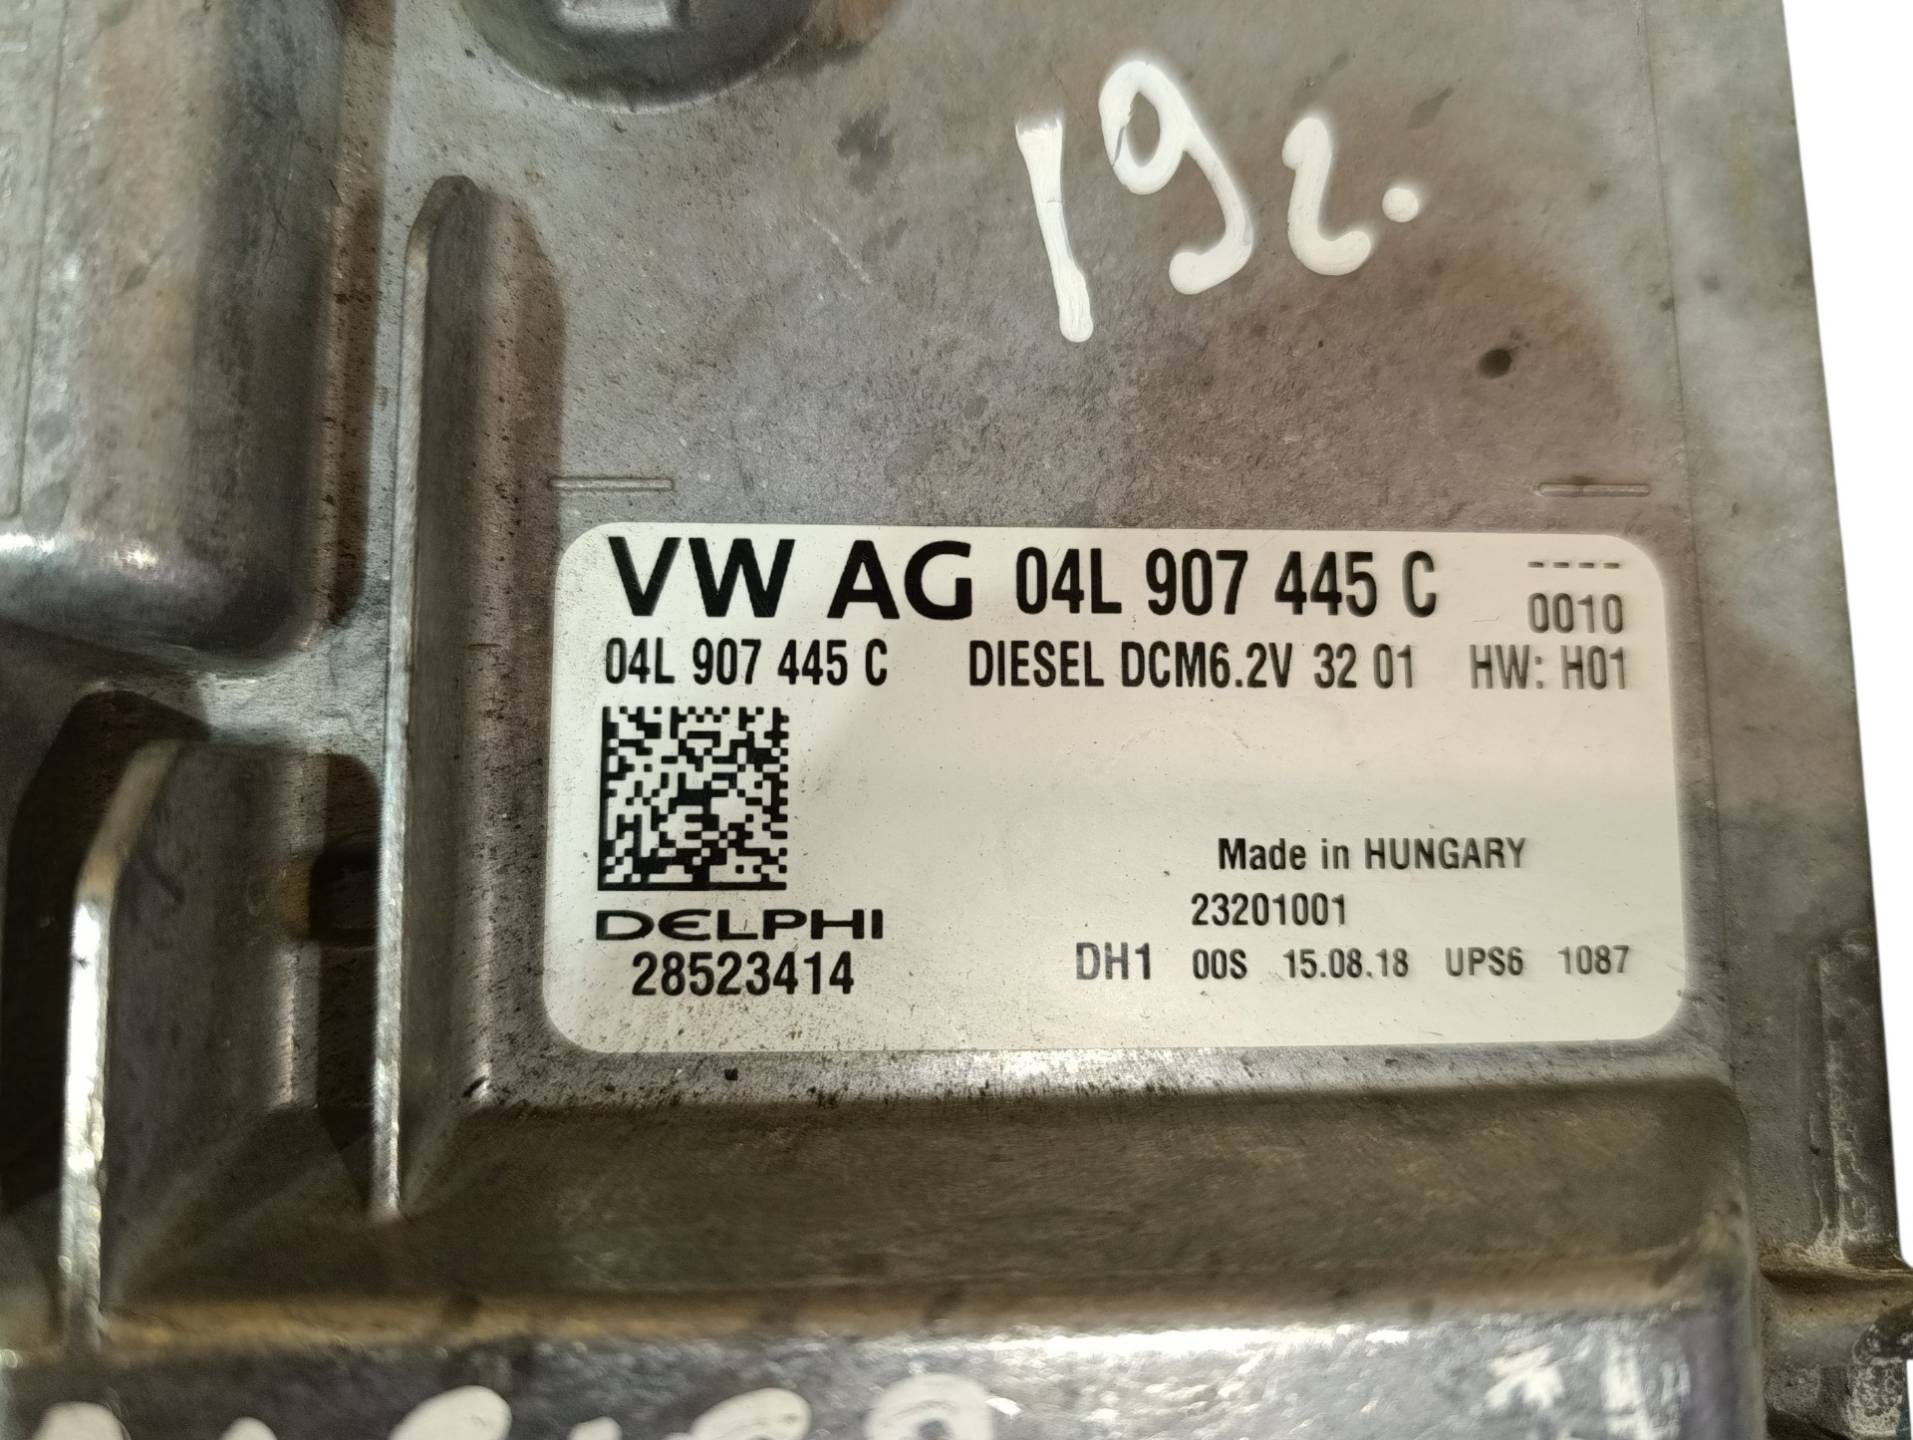 19г.
VW AG 04L 907 445 C ----
0010
04L 907 445 C DIESEL DCM6.2V 32 01 HW: H01
Made in HUNGARY
DELPHI 23201001
28523414 DH1 00S 15.08.18 UPS6 1087